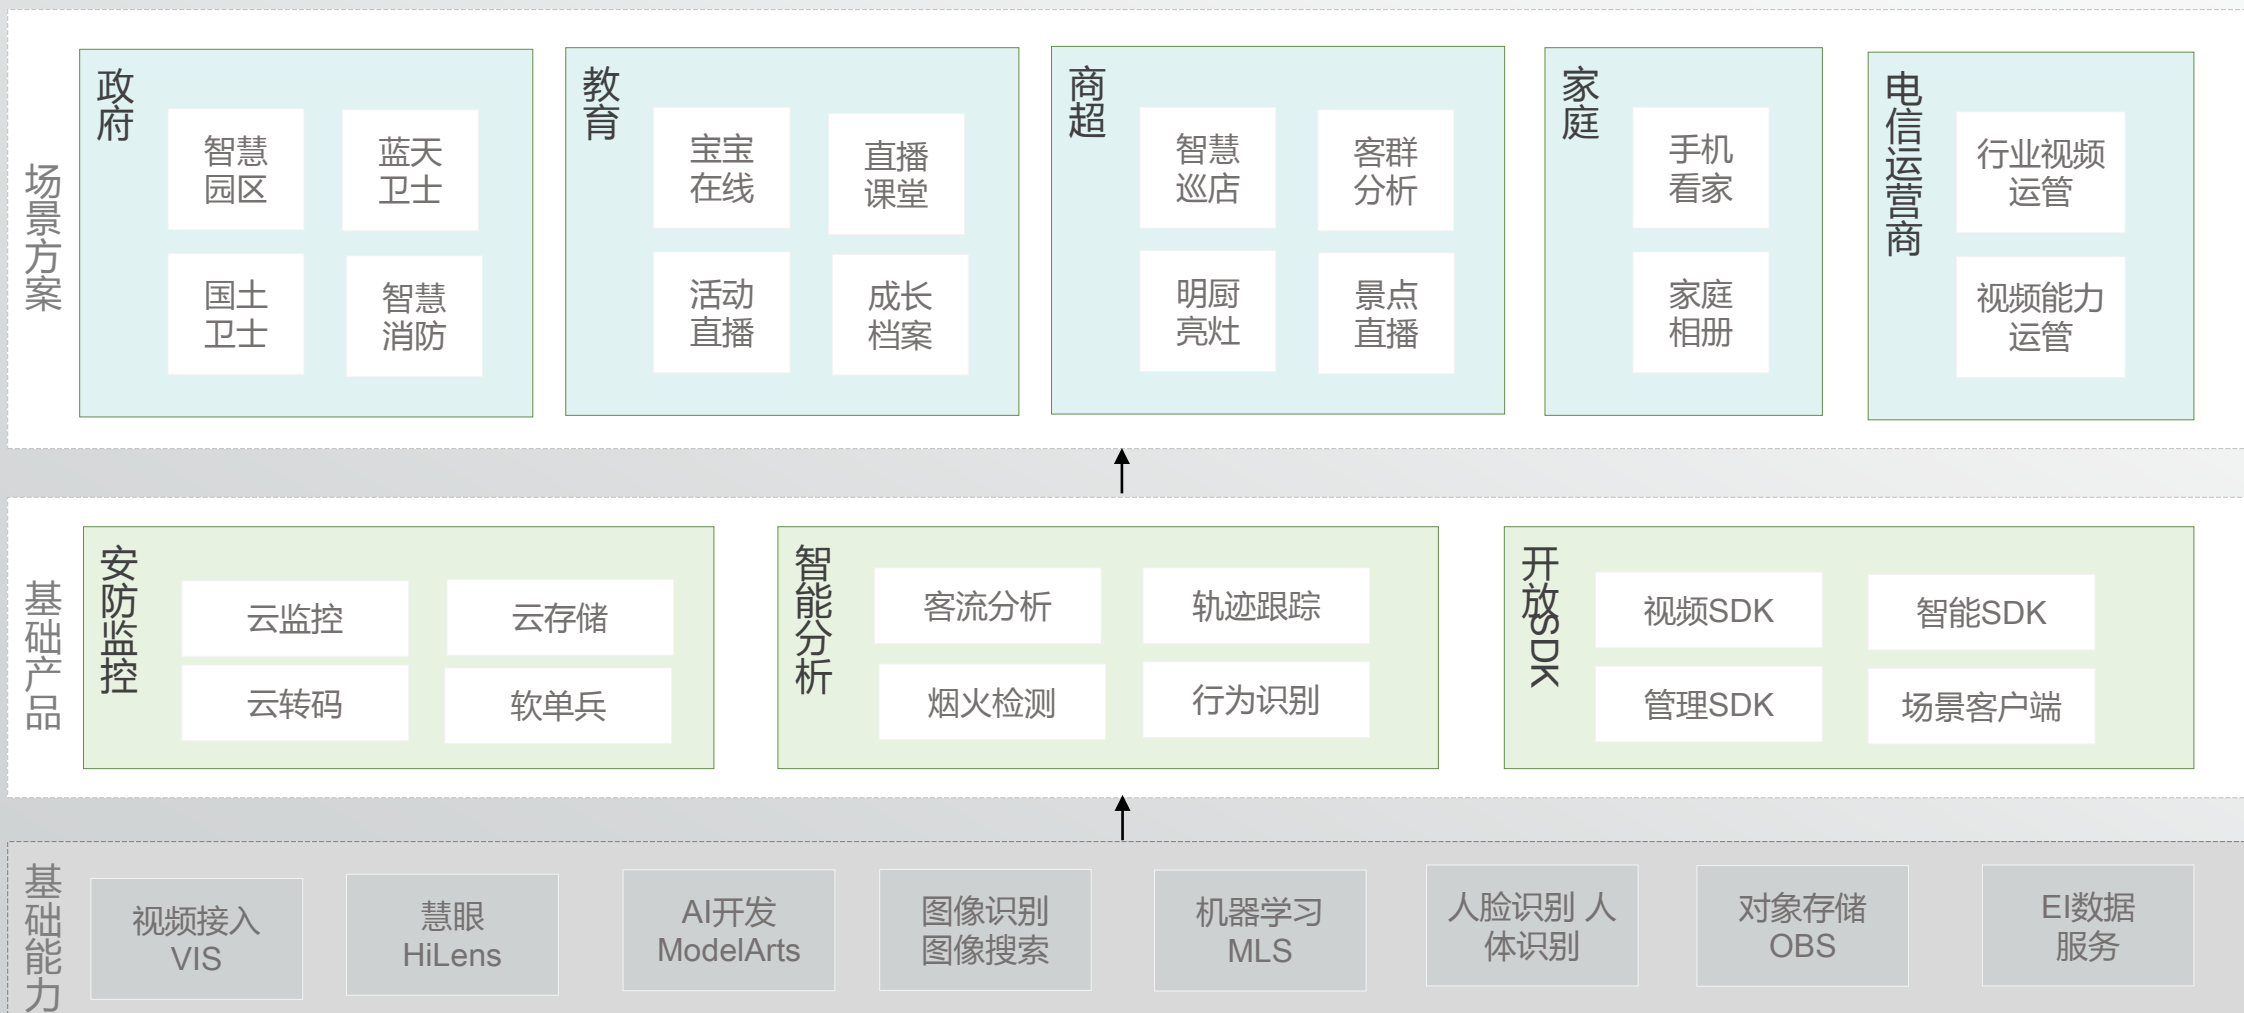 场景方案
政府
智慧
园区
蓝天
卫士
国土
卫士
智慧
消防
教育
宝宝
在线
直播
课堂
活动
直播
成长
档案
商超
智慧
巡店
客群
分析
明厨
亮灶
景点
直播
家庭
手机
看家
家庭
相册
电信运营商
行业视频
运管
视频能力
运管
基础产品
安防监控
云监控
云存储
云转码
软单兵
智能分析
客流分析
轨迹跟踪
烟火检测
行为识别
开放SDK
视频SDK
智能SDK
管理SDK
场景客户端
基础能力
视频接入
VIS
慧眼
HiLens
AI开发
ModelArts
图像识别
图像搜索
机器学习
MLS
人脸识别 人
体识别
对象存储
OBS
EI数据
服务